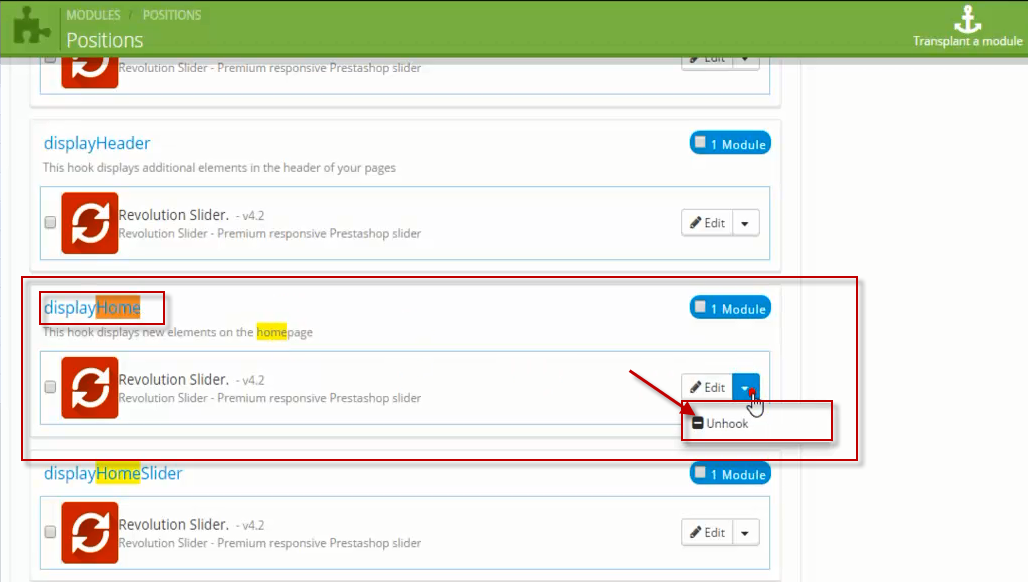 MODULES / POSITIONS
Positions
Transplant a module
Revolution Slider - Premium responsive Prestashop slider
Edit
displayHeader
1 Module
This hook displays additional elements in the header of your pages
Revolution Slider. - v4.2
Revolution Slider - Premium responsive Prestashop slider
Edit
displayHome
1 Module
This hook displays new elements on the homepage
Revolution Slider. - v4.2
Revolution Slider - Premium responsive Prestashop slider
Edit
Unhook
displayHomeSlider
1 Module
Revolution Slider. - v4.2
Revolution Slider - Premium responsive Prestashop slider
Edit